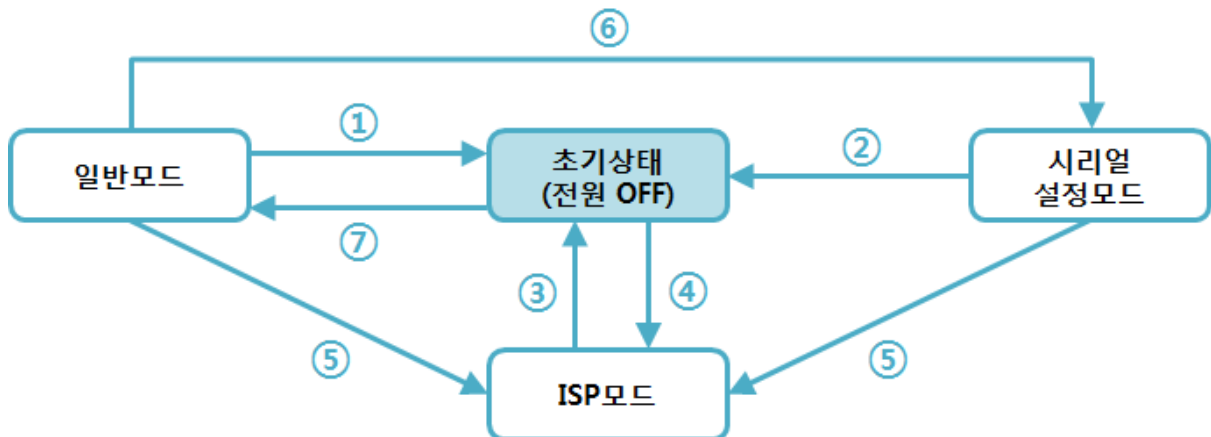 ⑥
①
②
일반모드
초기상태
(전원 OFF)
시리얼
설정모드
⑦
③
④
⑤
⑤
ISP모드